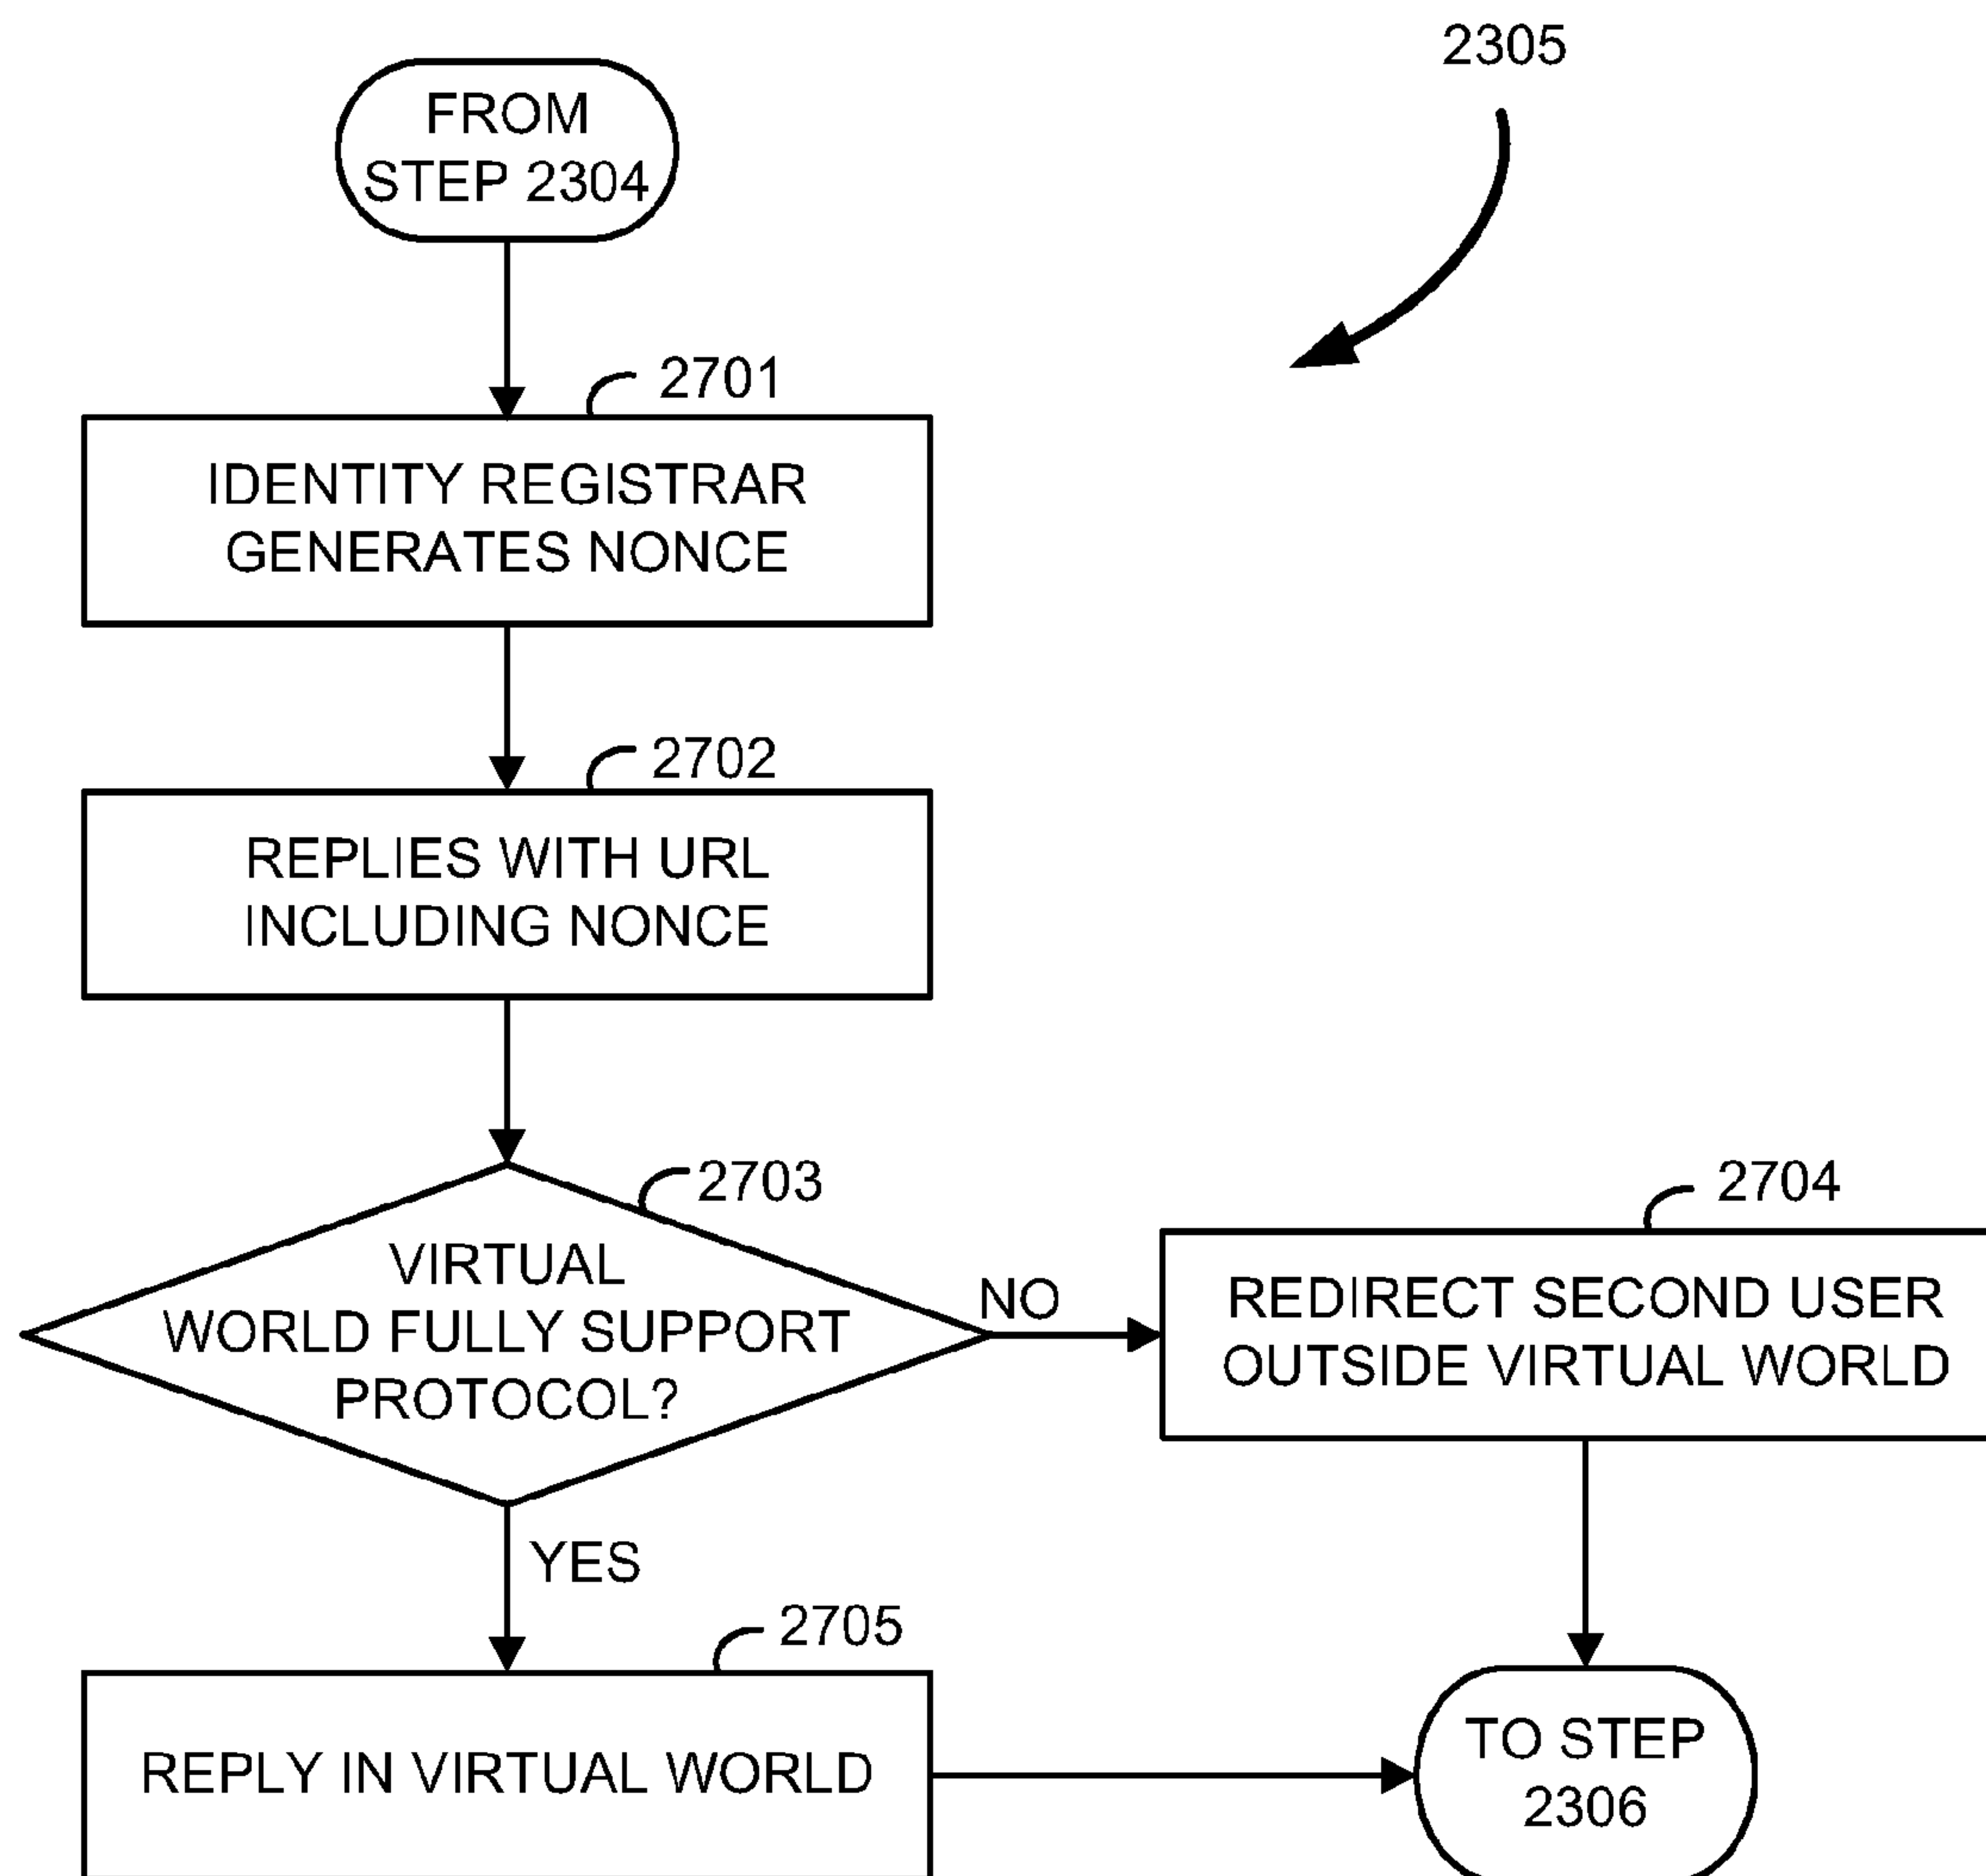 2305
FROM
STEP 2304
2701
IDENTITY REGISTRAR
GENERATES NONCE
2702
REPLIES WITH URL
INCLUDING NONCE
2703
VIRTUAL
WORLD FULLY SUPPORT
PROTOCOL?
NO
2704
REDIRECT SECOND USER
OUTSIDE VIRTUAL WORLD
YES
2705
REPLY IN VIRTUAL WORLD
TO STEP
2306